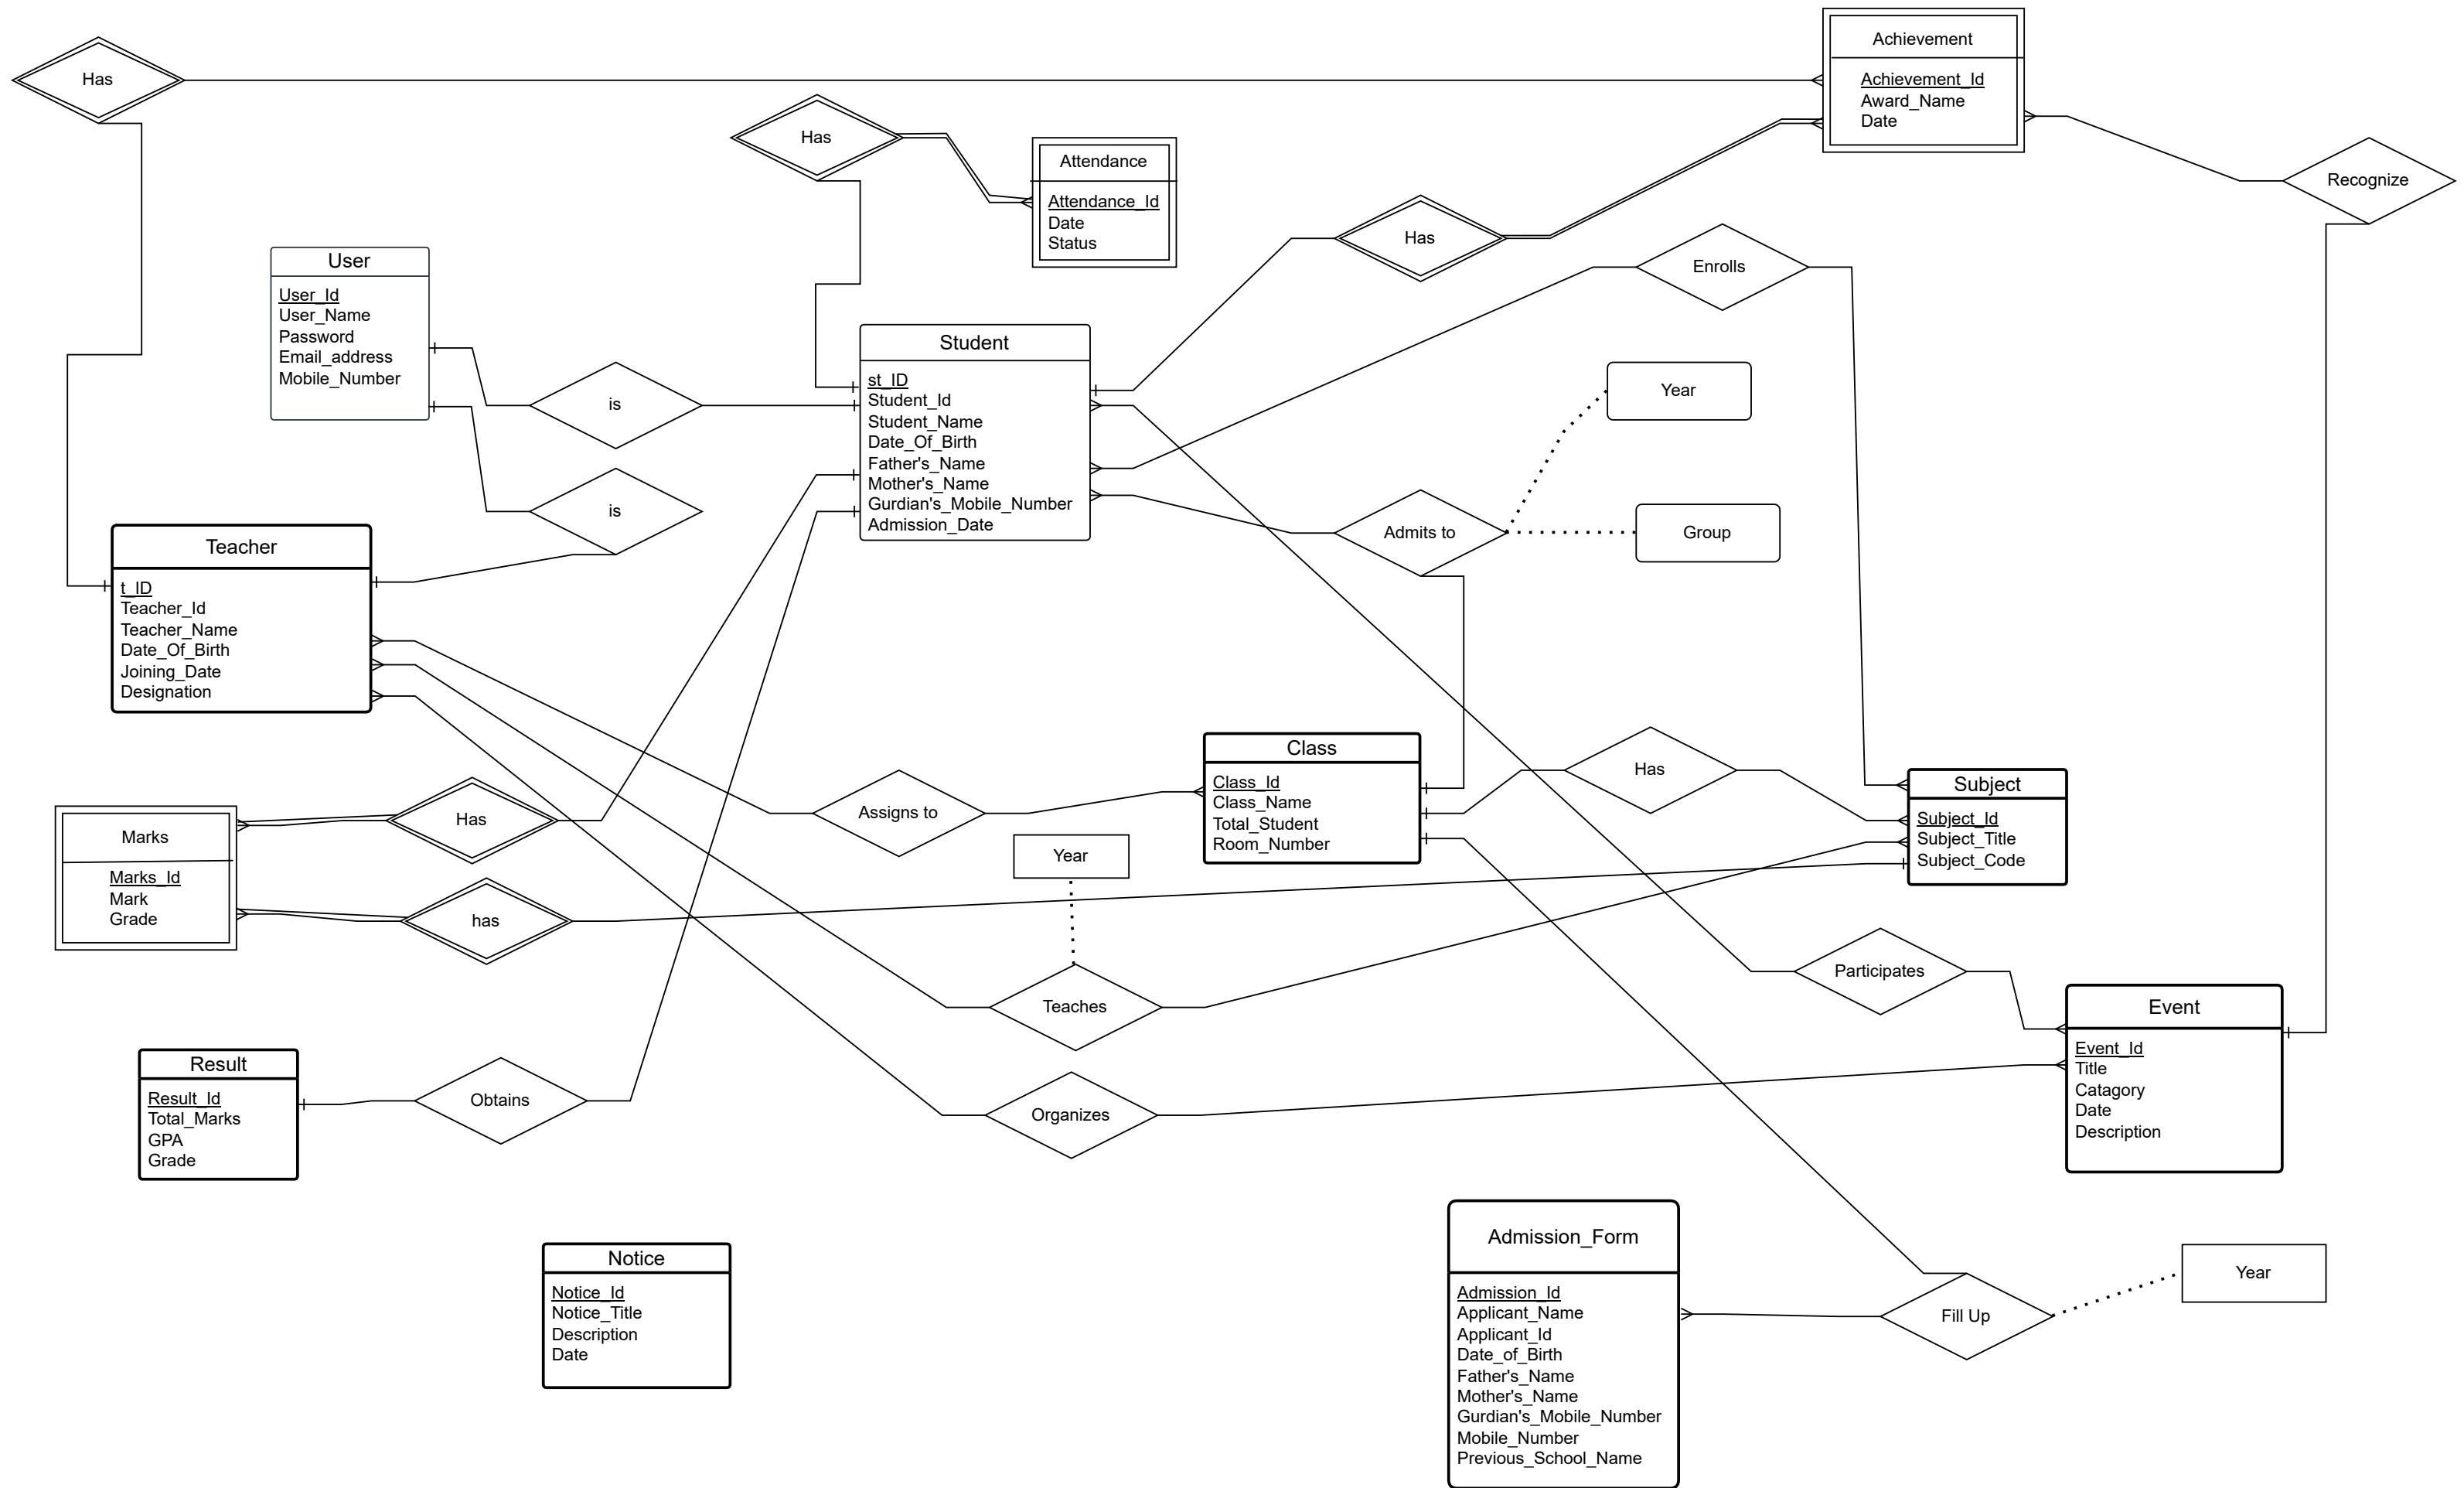 Has
Achievement
Achievement_Id
Award_Name
Date
Has
Attendance
Attendance_Id
Date
Status
Recognize
Has
Enrolls
User
User_Id
User_Name
Password
Email_address
Mobile_Number
is
is
Student
st_ID
Student_Id
Student_Name
Date_Of_Birth
Father's_Name
Mother's_Name
Gurdian's_Mobile_Number
Admission_Date
Year
Admits to
Group
Teacher
t_ID
Teacher_Id
Teacher_Name
Date_Of_Birth
Joining_Date
Designation
Class
Class_Id
Class_Name
Total_Student
Room_Number
Has
Subject
Subject_Id
Subject_Title
Subject_Code
Marks
Marks_Id
Mark
Grade
Has
has
Assigns to
Year
Teaches
Participates
Event
Event_Id
Title
Catagory
Date
Description
Result
Result_Id
Total_Marks
GPA
Grade
Obtains
Organizes
Notice
Notice_Id
Notice_Title
Description
Date
Admission_Form
Admission_Id
Applicant_Name
Applicant_Id
Date_of_Birth
Father's_Name
Mother's_Name
Gurdian's_Mobile_Number
Mobile_Number
Previous_School_Name
Fill Up
Year